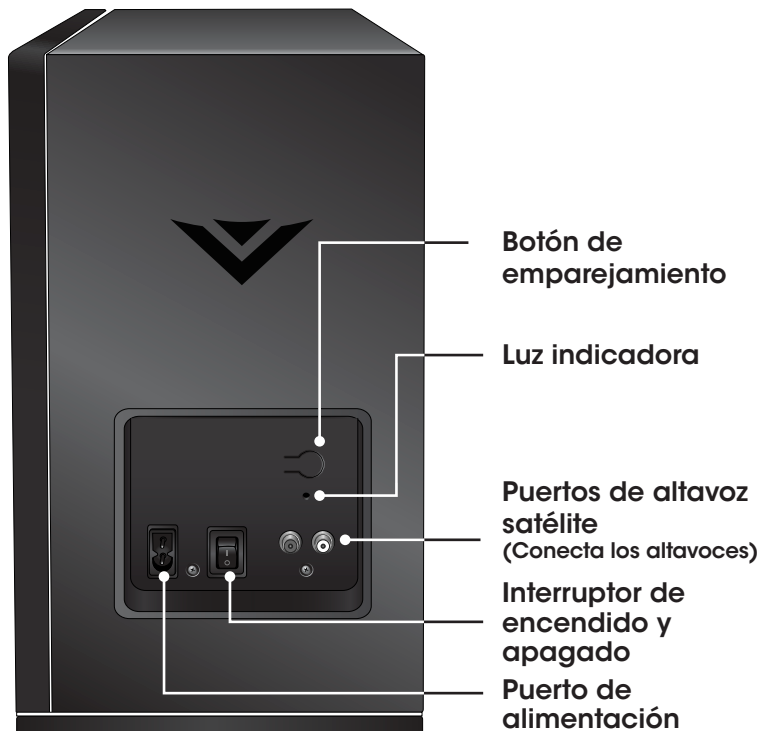 Botón de
emparejamiento
Luz indicadora
Puertos de altavoz
satélite
(Conecta los altavoces)
Interruptor de
encendido y
apagado
Puerto de
alimentación